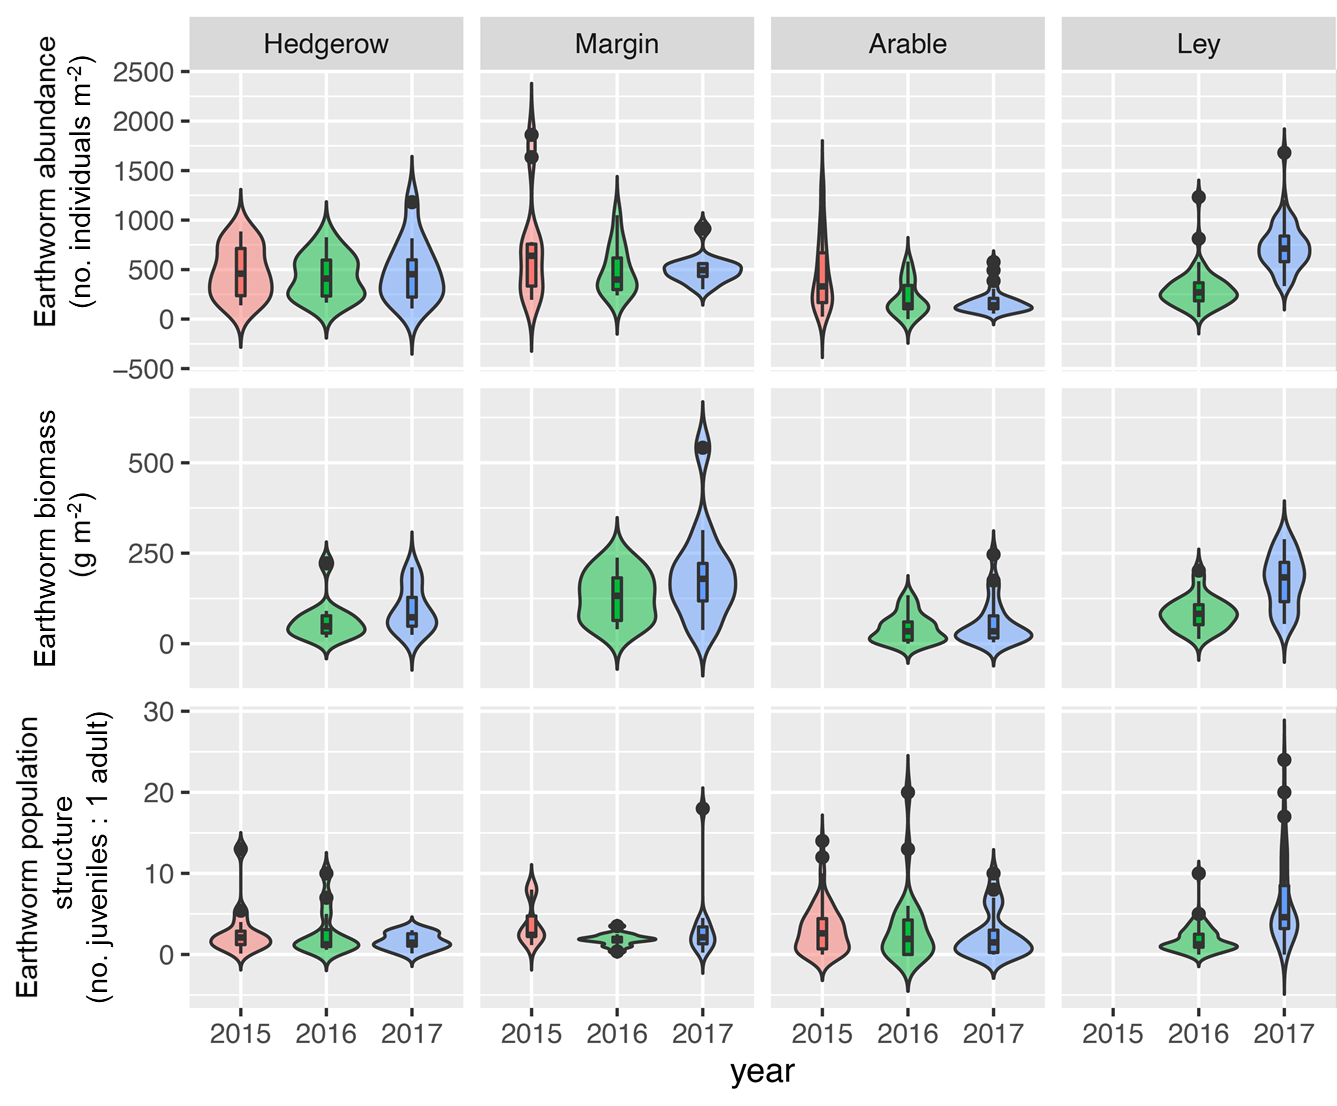 Hedgerow Margin Arable Ley
Earthworm abundance
(no. individuals m-2)
2500
2000
1500
1000
500
0
−500
Earthworm biomass
(g m-2)
500
250
0
Earthworm population
structure
(no. juveniles : 1 adult)
30
20
10
0
2015 2016 2017 2015 2016 2017 2015 2016 2017 2015 2016 2017
year